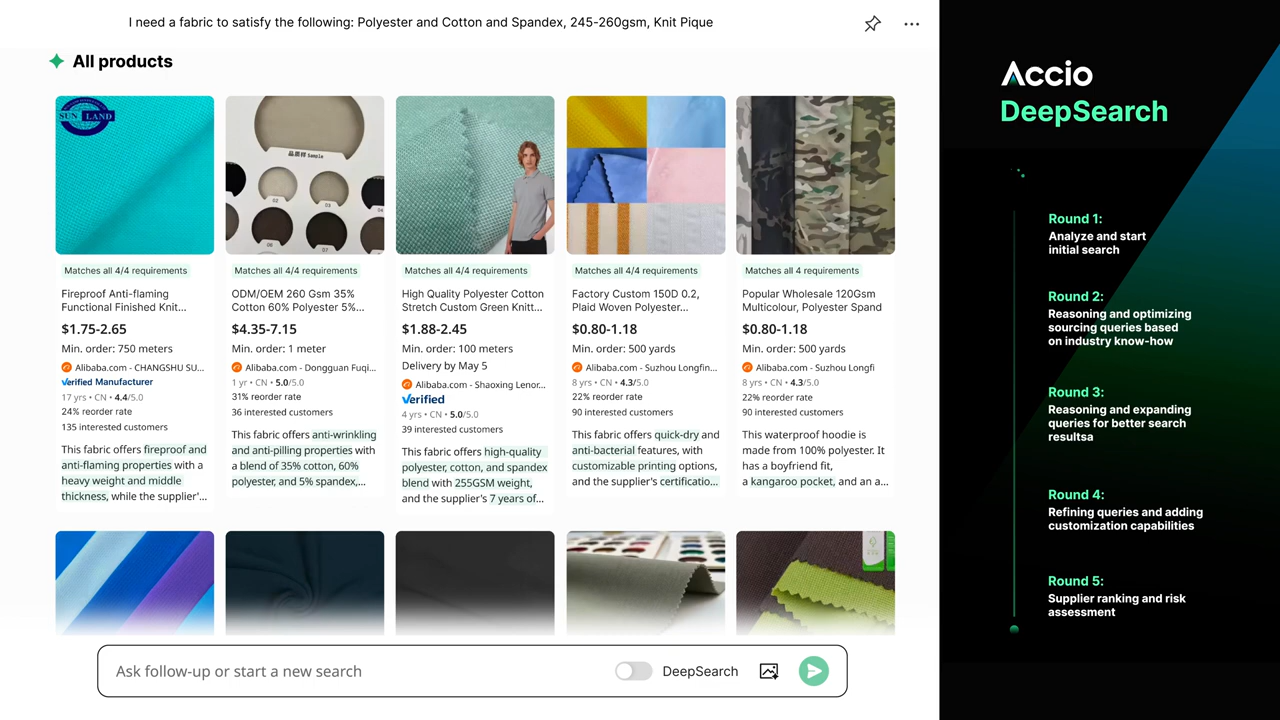 I need a fabric to satisfy the following: Polyester and Cotton and Spandex, 245-260gsm, Knit Pique
All products
SUN LAND
Matches all 4/4 requirements
Fireproof Anti-flaming
Functional Finished Knit...
$1.75-2.65
Min. order: 750 meters
Alibaba.com - CHANGSHU SU...
Verified Manufacturer
17 yrs • CN • 4.4/5.0
24% reorder rate
135 interested customers
This fabric offers fireproof and
anti-flaming properties with a
heavy weight and middle
thickness, while the supplier'...
品质样 Sample
02
03
04
06
07
Matches all 4/4 requirements
ODM/OEM 260 Gsm 35%
Cotton 60% Polyester 5%...
$4.35-7.15
Min. order: 1 meter
Alibaba.com - Dongguan Fuqi...
1 yr • CN • 5.0/5.0
31% reorder rate
36 interested customers
This fabric offers anti-wrinkling
and anti-pilling properties with
a blend of 35% cotton, 60%
polyester, and 5% spandex,...
Matches all 4/4 requirements
High Quality Polyester Cotton
Stretch Custom Green Knitt...
$1.88-2.45
Min. order: 100 meters
Delivery by May 5
Alibaba.com - Shaoxing Lenor...
Verified
4 yrs • CN • 5.0/5.0
39 interested customers
This fabric offers high-quality
polyester, cotton, and spandex
blend with 255GSM weight,
and the supplier's 7 years of...
Matches all 4/4 requirements
Factory Custom 150D 0.2,
Plaid Woven Polyester...
$0.80-1.18
Min. order: 500 yards
Alibaba.com - Suzhou Longfin...
8 yrs • CN • 4.3/5.0
22% reorder rate
90 interested customers
This fabric offers quick-dry and
anti-bacterial features, with
customizable printing options,
and the supplier's certificatio...
Matches all 4 requirements
Popular Wholesale 120Gsm
Multicolour, Polyester Spand
$0.80-1.18
Min. order: 500 yards
Alibaba.com - Suzhou Longfi
8 yrs • CN • 4.3/5.0
22% reorder rate
90 interested customers
This waterproof hoodie is
made from 100% polyester. It
has a boyfriend fit,
a kangaroo pocket, and an a...
Ask follow-up or start a new search
DeepSearch
Accio
DeepSearch
Round 1:
Analyze and start
initial search
Round 2:
Reasoning and optimizing
sourcing queries based
on industry know-how
Round 3:
Reasoning and expanding
queries for better search
resultsa
Round 4:
Refining queries and adding
customization capabilities
Round 5:
Supplier ranking and risk
assessment